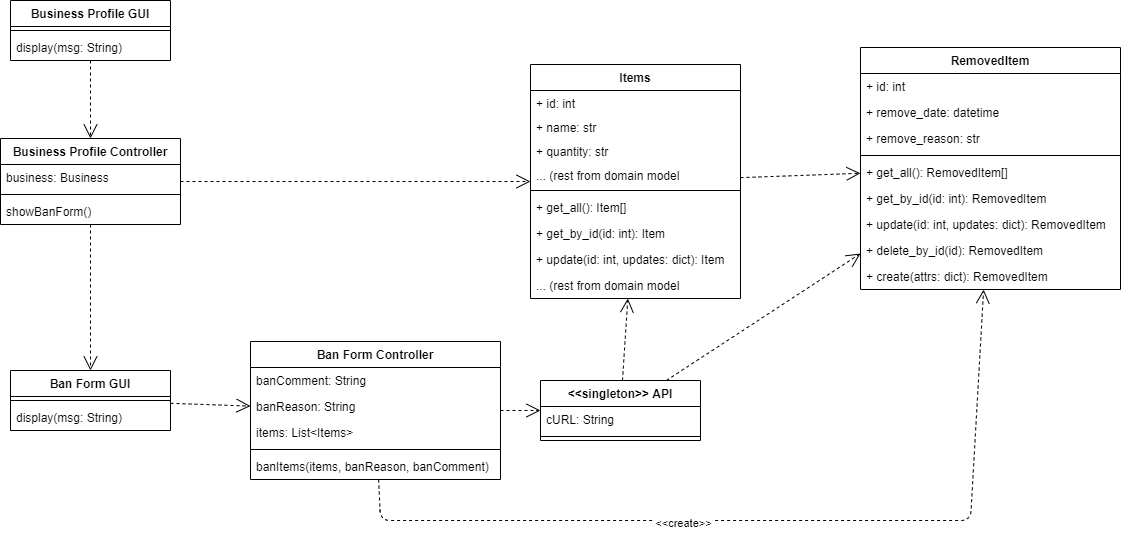 Business Profile GUI
display(msg: String)
Business Profile Controller
business: Business
showBanForm()
Ban Form GUI
display(msg: String)
Ban Form Controller
banComment: String
banReason: String
items: List<Items>
banItems(items, banReason, banComment)
Items
+ id: int
+ name: str
+ quantity: str
... (rest from domain model
+ get_all(): Item[]
+ get_by_id(id: int): Item
+ update(id: int, updates: dict): Item
... (rest from domain model
<<singleton>> API
cURL: String
RemovedItem
+ id: int
+ remove_date: datetime
+ remove_reason: str
+ get_all(): RemovedItem[]
+ get_by_id(id: int): RemovedItem
+ update(id: int, updates: dict): RemovedItem
+ delete_by_id(id): RemovedItem
+ create(attrs: dict): RemovedItem
<<create>>